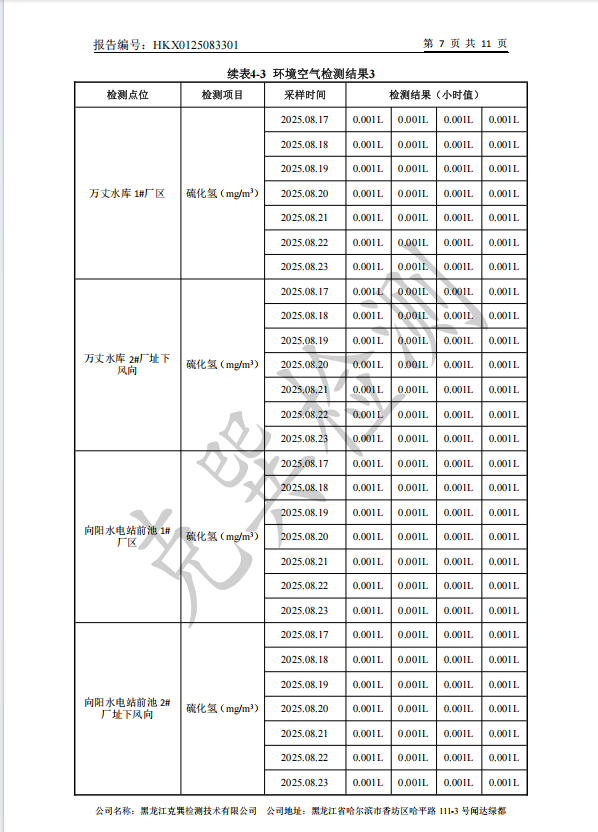 报告编号：HKX0125083301 第 7 页 共 11 页
续表4-3 环境空气检测结果3
检测点位 检测项目 采样时间 检测结果（小时值）
万丈水库 1#厂区 硫化氢（mg/m³）
2025.08.17 0.001L 0.001L 0.001L 0.001L
2025.08.18 0.001L 0.001L 0.001L 0.001L
2025.08.19 0.001L 0.001L 0.001L 0.001L
2025.08.20 0.001L 0.001L 0.001L 0.001L
2025.08.21 0.001L 0.001L 0.001L 0.001L
2025.08.22 0.001L 0.001L 0.001L 0.001L
2025.08.23 0.001L 0.001L 0.001L 0.001L
万丈水库 2#厂址下
风向
硫化氢（mg/m³）
2025.08.17 0.001L 0.001L 0.001L 0.001L
2025.08.18 0.001L 0.001L 0.001L 0.001L
2025.08.19 0.001L 0.001L 0.001L 0.001L
2025.08.20 0.001L 0.001L 0.001L 0.001L
2025.08.21 0.001L 0.001L 0.001L 0.001L
2025.08.22 0.001L 0.001L 0.001L 0.001L
2025.08.23 0.001L 0.001L 0.001L 0.001L
向阳水电站前池 1#
厂区
硫化氢（mg/m³）
2025.08.17 0.001L 0.001L 0.001L 0.001L
2025.08.18 0.001L 0.001L 0.001L 0.001L
2025.08.19 0.001L 0.001L 0.001L 0.001L
2025.08.20 0.001L 0.001L 0.001L 0.001L
2025.08.21 0.001L 0.001L 0.001L 0.001L
2025.08.22 0.001L 0.001L 0.001L 0.001L
2025.08.23 0.001L 0.001L 0.001L 0.001L
向阳水电站前池 2#
厂址下风向
硫化氢（mg/m³）
2025.08.17 0.001L 0.001L 0.001L 0.001L
2025.08.18 0.001L 0.001L 0.001L 0.001L
2025.08.19 0.001L 0.001L 0.001L 0.001L
2025.08.20 0.001L 0.001L 0.001L 0.001L
2025.08.21 0.001L 0.001L 0.001L 0.001L
2025.08.22 0.001L 0.001L 0.001L 0.001L
2025.08.23 0.001L 0.001L 0.001L 0.001L
克巽检测
公司名称：黑龙江克巽检测技术有限公司 公司地址：黑龙江省哈尔滨市香坊区哈平路 111-3 号闻达绿都